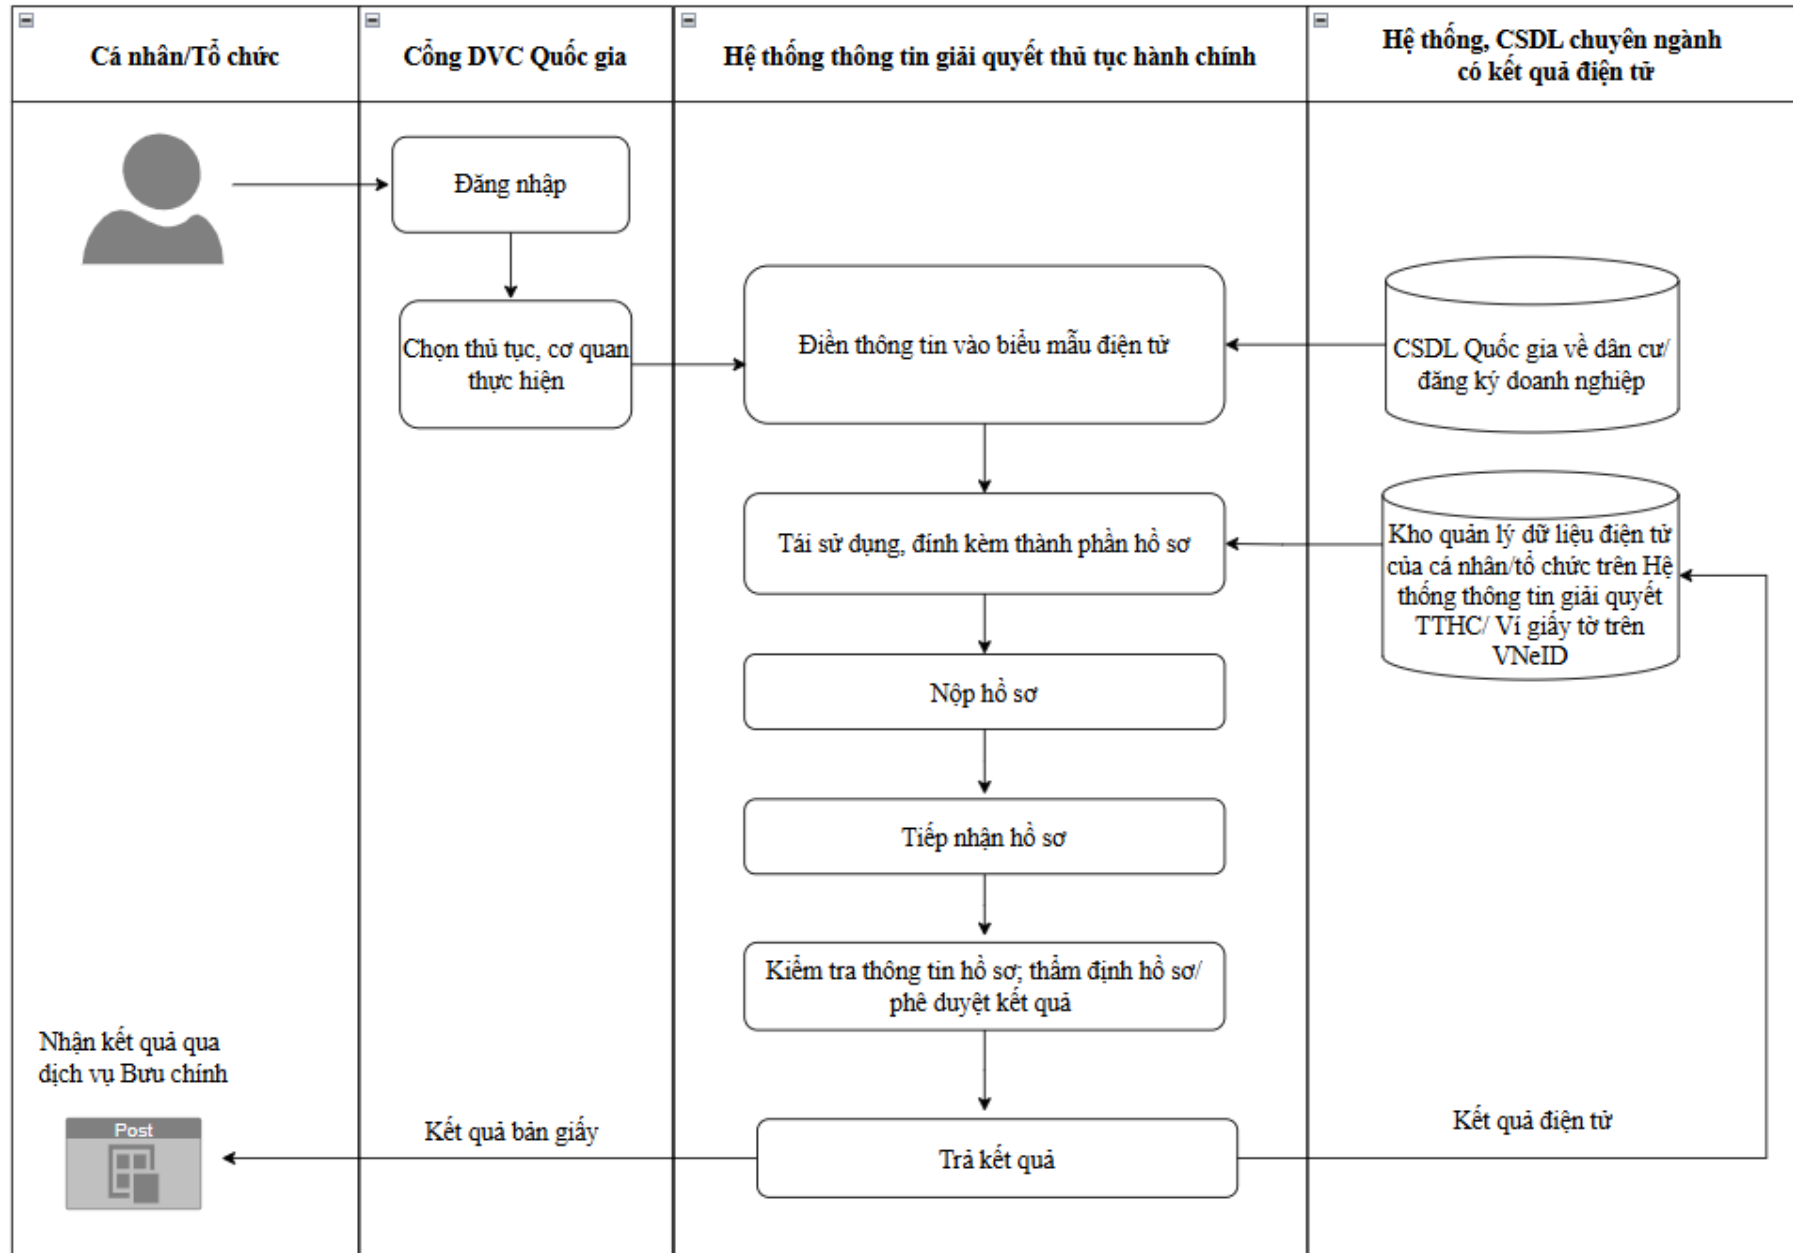 Cá nhân/Tổ chức
Cổng DVC Quốc gia
Hệ thống thông tin giải quyết thủ tục hành chính
Hệ thống, CSDL chuyên ngành
có kết quả điện tử
Đăng nhập
Chọn thủ tục, cơ quan
thực hiện
Điền thông tin vào biểu mẫu điện tử
CSDL Quốc gia về dân cư/
đăng ký doanh nghiệp
Tái sử dụng, đính kèm thành phần hồ sơ
Kho quản lý dữ liệu điện tử
của cá nhân/tổ chức trên Hệ
thống thông tin giải quyết
TTHC/ Ví giấy tờ trên
VNeID
Nộp hồ sơ
Tiếp nhận hồ sơ
Kiểm tra thông tin hồ sơ; thẩm định hồ sơ/
phê duyệt kết quả
Nhận kết quả qua
dịch vụ Bưu chính
Post
Kết quả bản giấy
Trả kết quả
Kết quả điện tử